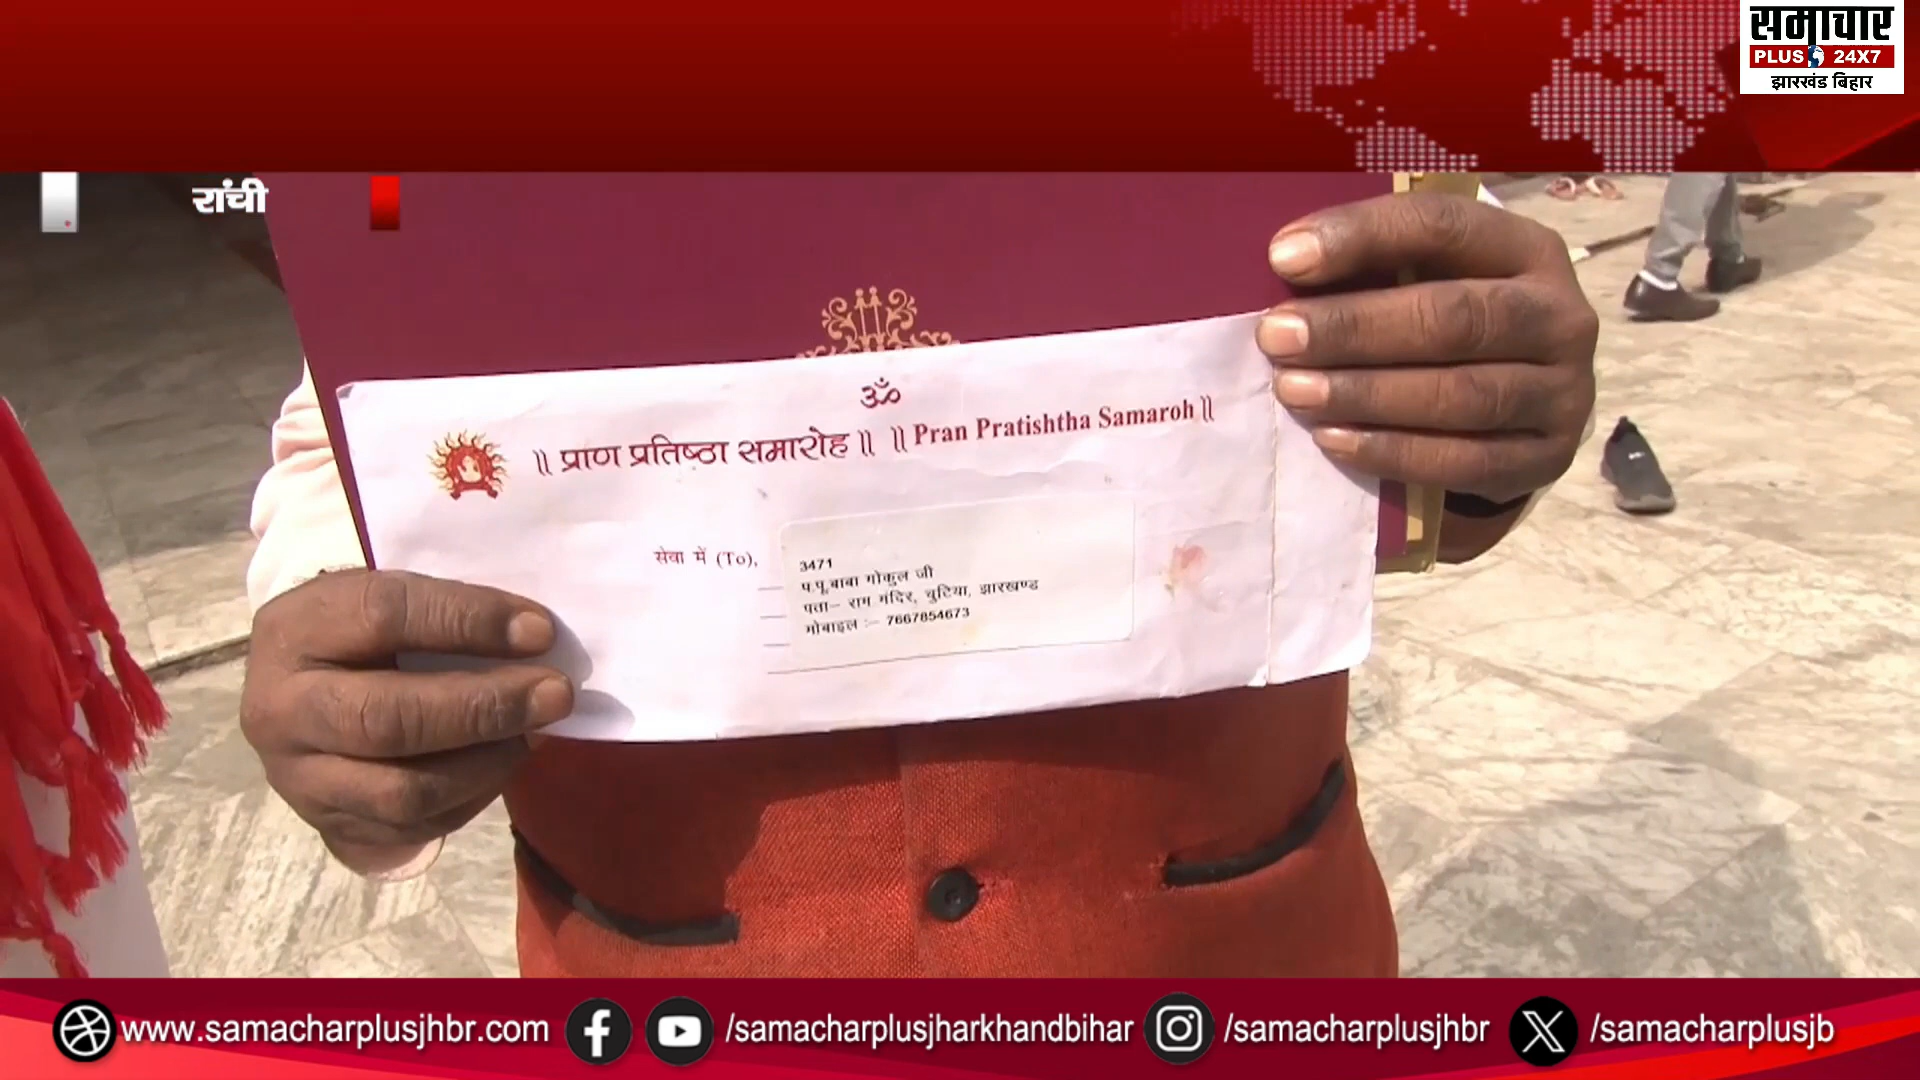 समाचार
PLUS 24X7
झारखंड बिहार
रांची
ॐ
॥ प्राण प्रतिष्ठा समारोह ॥ ॥ Pran Pratishtha Samaroh ॥
सेवा में (To),
3471
प.पू.बाबा गोकुल जी
पता– राम मंदिर, चुटिया, झारखण्ड
मोबाइल :– 7667854673
www.samacharplusjhbr.com /samacharplusjharkhandbihar /samacharplusjhbr /samacharplusjb